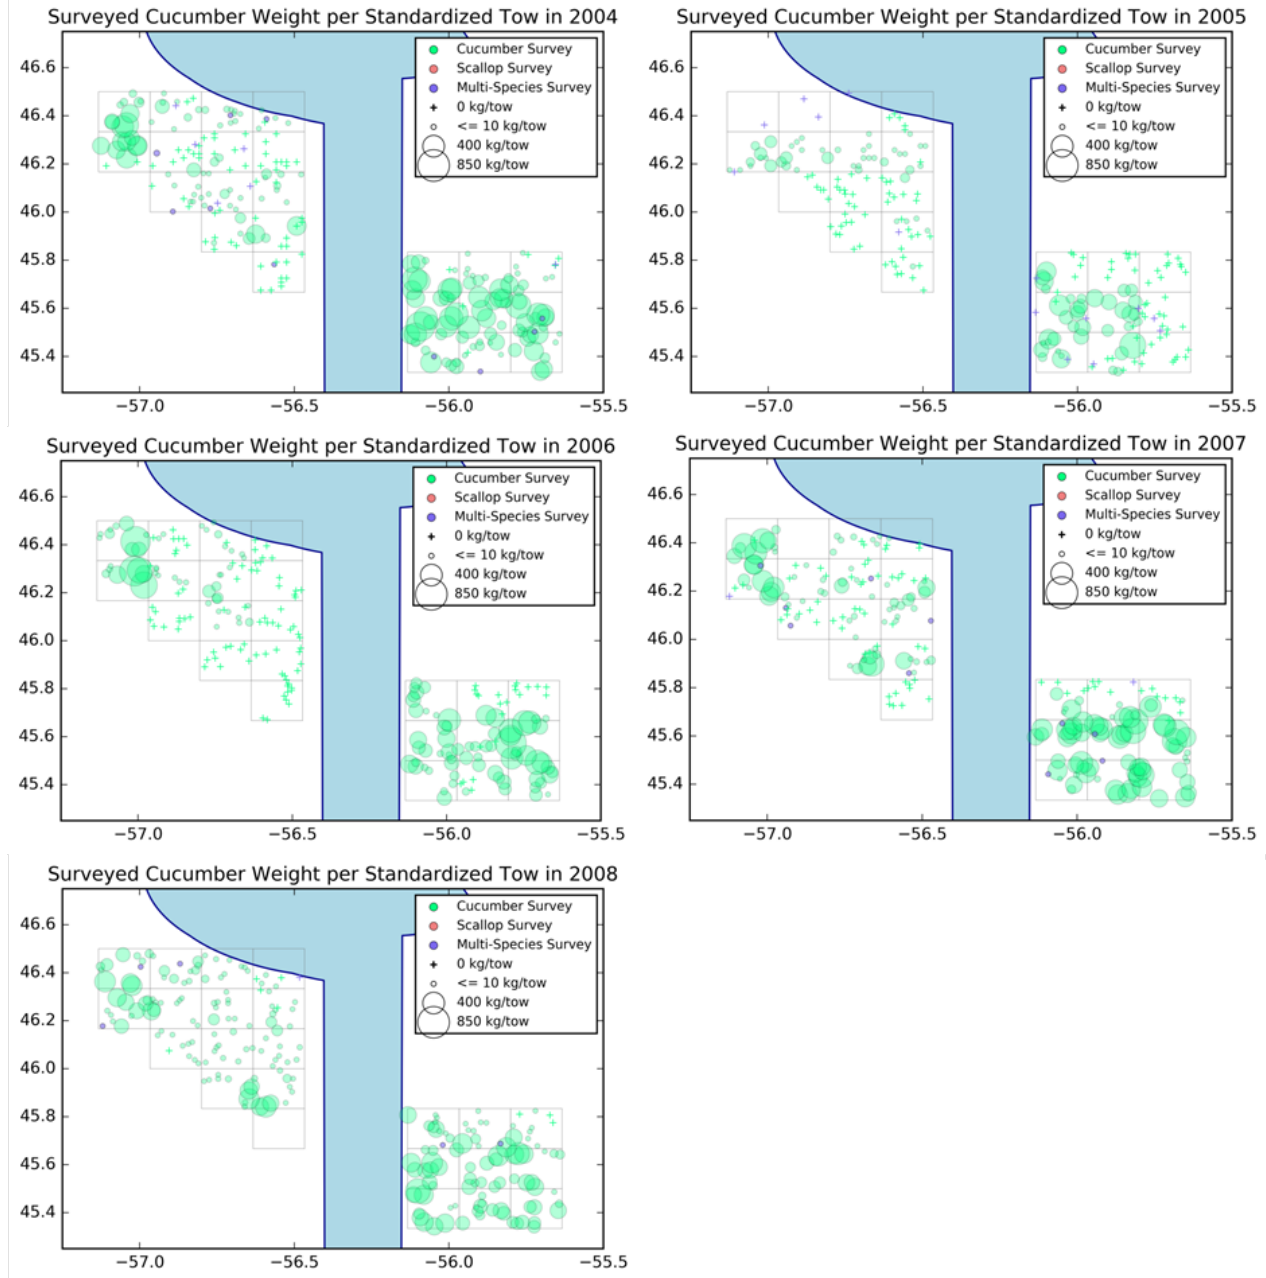 Surveyed Cucumber Weight per Standardized Tow in 2004
46.6
46.4
46.2
46.0
45.8
45.6
45.4
Cucumber Survey
Scallop Survey
Multi-Species Survey
0 kg/tow
<= 10 kg/tow
400 kg/tow
850 kg/tow
−57.0
−56.5
−56.0
−55.5
Surveyed Cucumber Weight per Standardized Tow in 2005
46.6
46.4
46.2
46.0
45.8
45.6
45.4
Cucumber Survey
Scallop Survey
Multi-Species Survey
0 kg/tow
<= 10 kg/tow
400 kg/tow
850 kg/tow
−57.0
−56.5
−56.0
−55.5
Surveyed Cucumber Weight per Standardized Tow in 2006
46.6
46.4
46.2
46.0
45.8
45.6
45.4
Cucumber Survey
Scallop Survey
Multi-Species Survey
0 kg/tow
<= 10 kg/tow
400 kg/tow
850 kg/tow
−57.0
−56.5
−56.0
−55.5
Surveyed Cucumber Weight per Standardized Tow in 2007
46.6
46.4
46.2
46.0
45.8
45.6
45.4
Cucumber Survey
Scallop Survey
Multi-Species Survey
0 kg/tow
<= 10 kg/tow
400 kg/tow
850 kg/tow
−57.0
−56.5
−56.0
−55.5
Surveyed Cucumber Weight per Standardized Tow in 2008
46.6
46.4
46.2
46.0
45.8
45.6
45.4
Cucumber Survey
Scallop Survey
Multi-Species Survey
0 kg/tow
<= 10 kg/tow
400 kg/tow
850 kg/tow
−57.0
−56.5
−56.0
−55.5